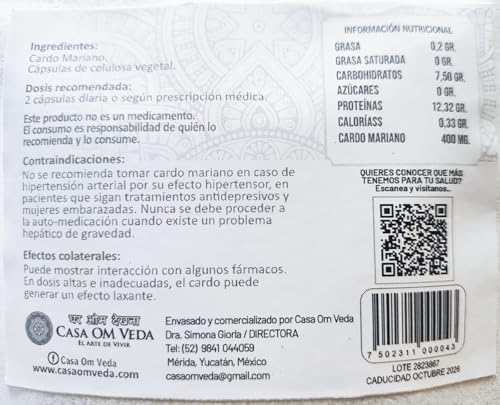 Ingredientes:
Cardo Mariano.
Cápsulas de celulosa vegetal.
Dosis recomendada:
2 cápsulas diaria o según prescripción médica.
Este producto no es un medicamento.
El consumo es responsabilidad de quién lo
recomienda y lo consume.
Contraindicaciones:
No se recomienda tomar cardo mariano en caso de
hipertensión arterial por su efecto hipertensor, en
pacientes que sigan tratamientos antidepresivos y
mujeres embarazadas. Nunca se debe proceder a
la auto-medicación cuando existe un problema
hepático de gravedad.
Efectos colaterales:
Puede mostrar interacción con algunos fármacos.
En dosis altas e inadecuadas, el cardo puede
generar un efecto laxante.
INFORMACIÓN NUTRICIONAL
GRASA 0,2 GR.
GRASA SATURADA 0 GR.
CARBOHIDRATOS 7,56 GR.
AZÚCARES 0 GR.
PROTEÍNAS 12,32 GR.
CALORÍASS 0,33 GR.
CARDO MARIANO 400 MG.
QUIERES CONOCER QUE MÁS
TENEMOS PARA TU SALUD?
Escanea y visítanos..
CASA OM VEDA
EL ARTE DE VIVIR
Casa Om Veda
www.casaomveda.com
Envasado y comercializado por Casa Om Veda
Dra. Simona Giorla / DIRECTORA
Tel: (52) 9841 044059
Mérida, Yucatán, México
casaomveda@gmail.com
7 502311 000043
LOTE 2823867
CADUCIDAD OCTUBRE 2026